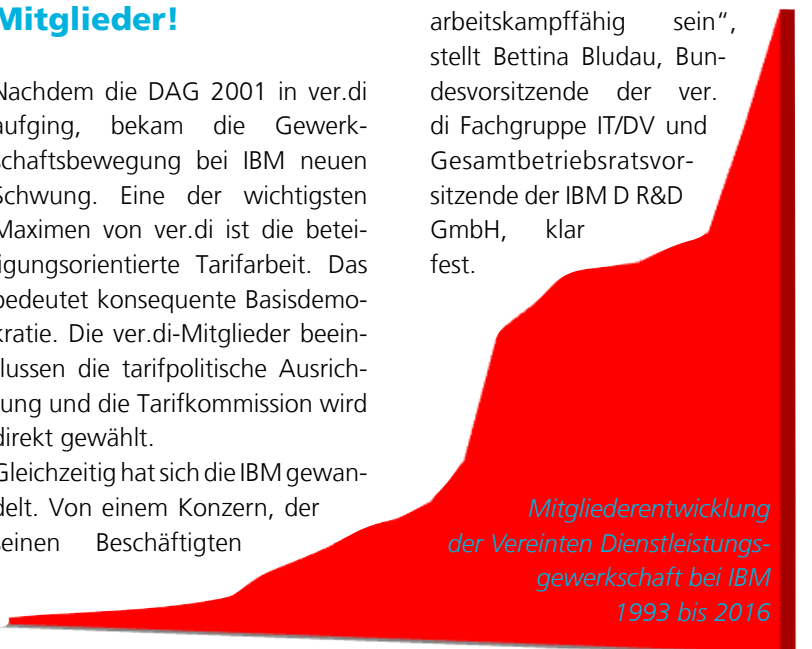 Mitglieder!
Nachdem die DAG 2001 in ver.di
aufging, bekam die Gewerk-
schaftsbewegung bei IBM neuen
Schwung. Eine der wichtigsten
Maximen von ver.di ist die betei-
ligungsorientierte Tarifarbeit. Das
bedeutet konsequente Basisdemo-
kratie. Die ver.di-Mitglieder beein-
flussen die tarifpolitische Ausrich-
tung und die Tarifkommission wird
direkt gewählt.
Gleichzeitig hat sich die IBM gewan-
delt. Von einem Konzern, der
seinen Beschäftigten
arbeitskampffähig sein“,
stellt Bettina Bludau, Bun-
desvorsitzende der ver.
di Fachgruppe IT/DV und
Gesamtbetriebsratsvor-
sitzende der IBM D R&D
GmbH, klar
fest.
Mitgliederentwicklung
der Vereinten Dienstleistungs-
gewerkschaft bei IBM
1993 bis 2016